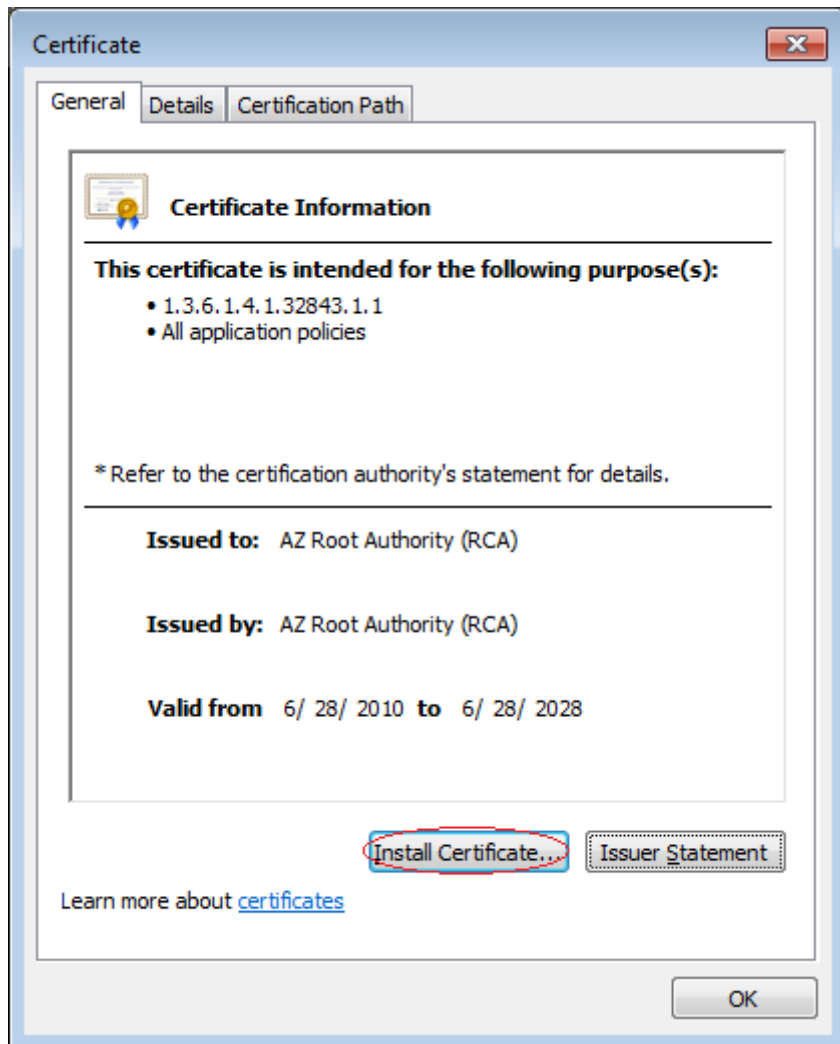 Certificate
General
Details
Certification Path
Certificate Information
This certificate is intended for the following purpose(s):
• 1.3.6.1.4.1.32843.1.1
• All application policies
* Refer to the certification authority's statement for details.
Issued to: AZ Root Authority (RCA)
Issued by: AZ Root Authority (RCA)
Valid from 6/ 28/ 2010 to 6/ 28/ 2028
Install Certificate...
Issuer Statement
Learn more about certificates
OK